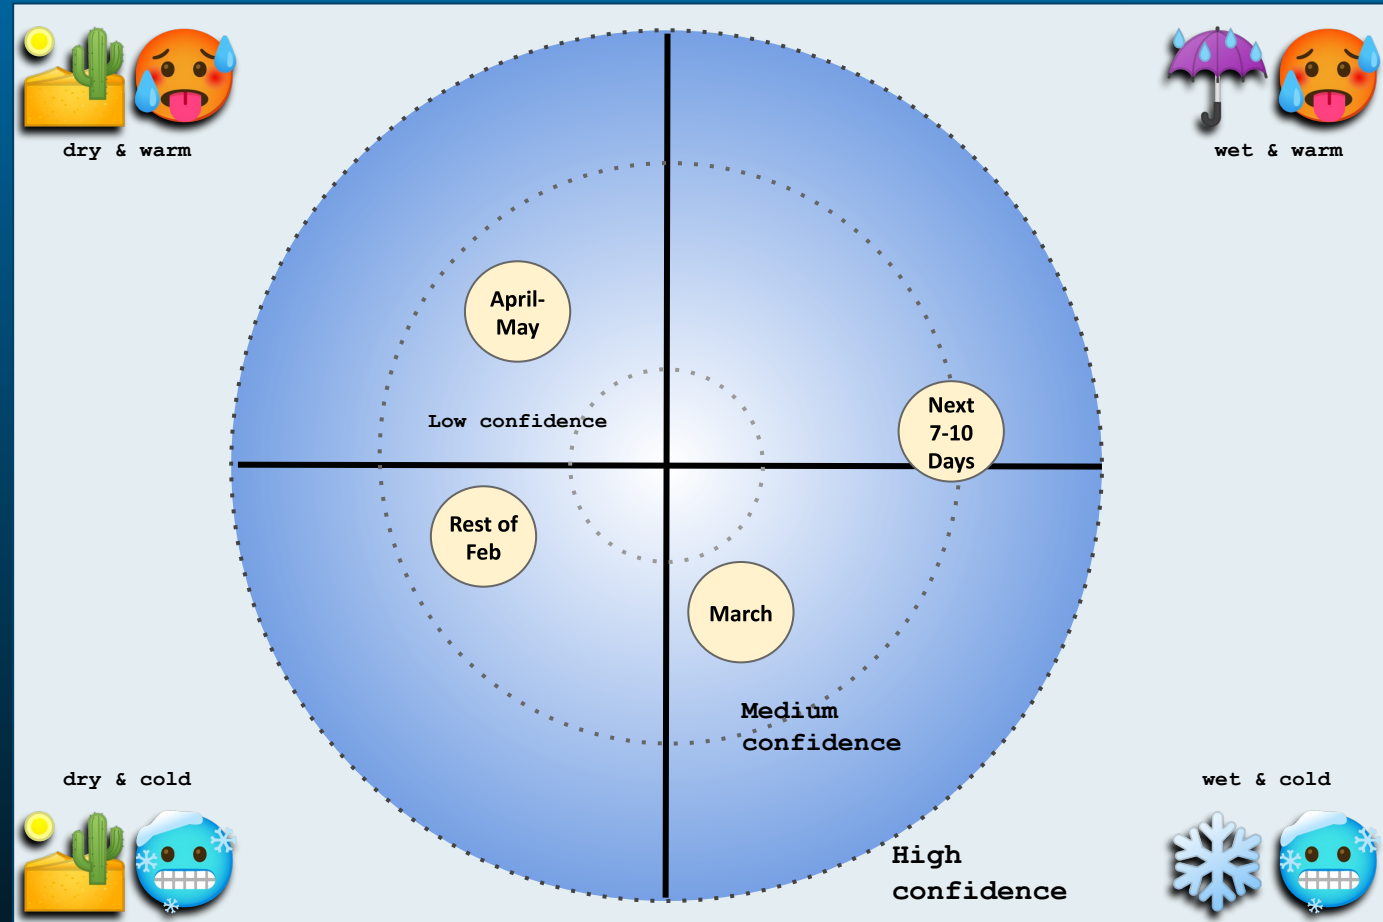 dry & warm
wet & warm
April-
May
Next
7-10
Days
Low confidence
Rest of
Feb
March
Medium
confidence
dry & cold
wet & cold
High
confidence